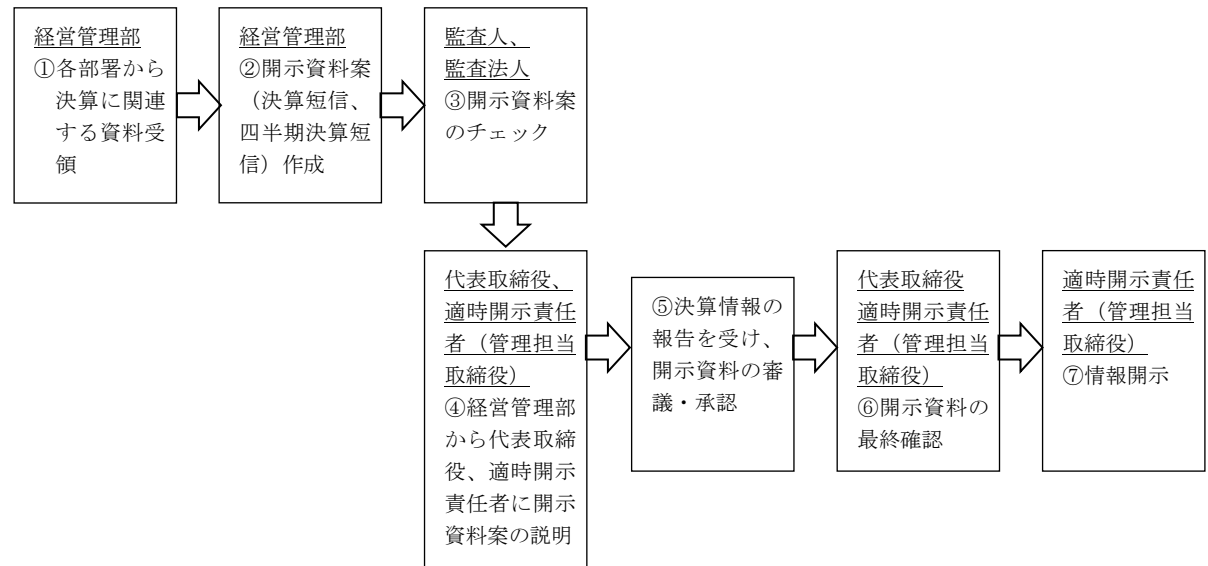 経営管理部
①各部署から
決算に関連
する資料受
領
経営管理部
②開示資料案
（決算短信、
四半期決算短
信）作成
監査人、
監査法人
③開示資料案
のチェック
代表取締役、
適時開示責任
者（管理担当
取締役）
④経営管理部
から代表取締
役、適時開示
責任者に開示
資料案の説明
⑤決算情報の
報告を受け、
開示資料の審
議・承認
代表取締役
適時開示責任
者（管理担当
取締役）
⑥開示資料の
最終確認
適時開示責任
者（管理担当
取締役）
⑦情報開示